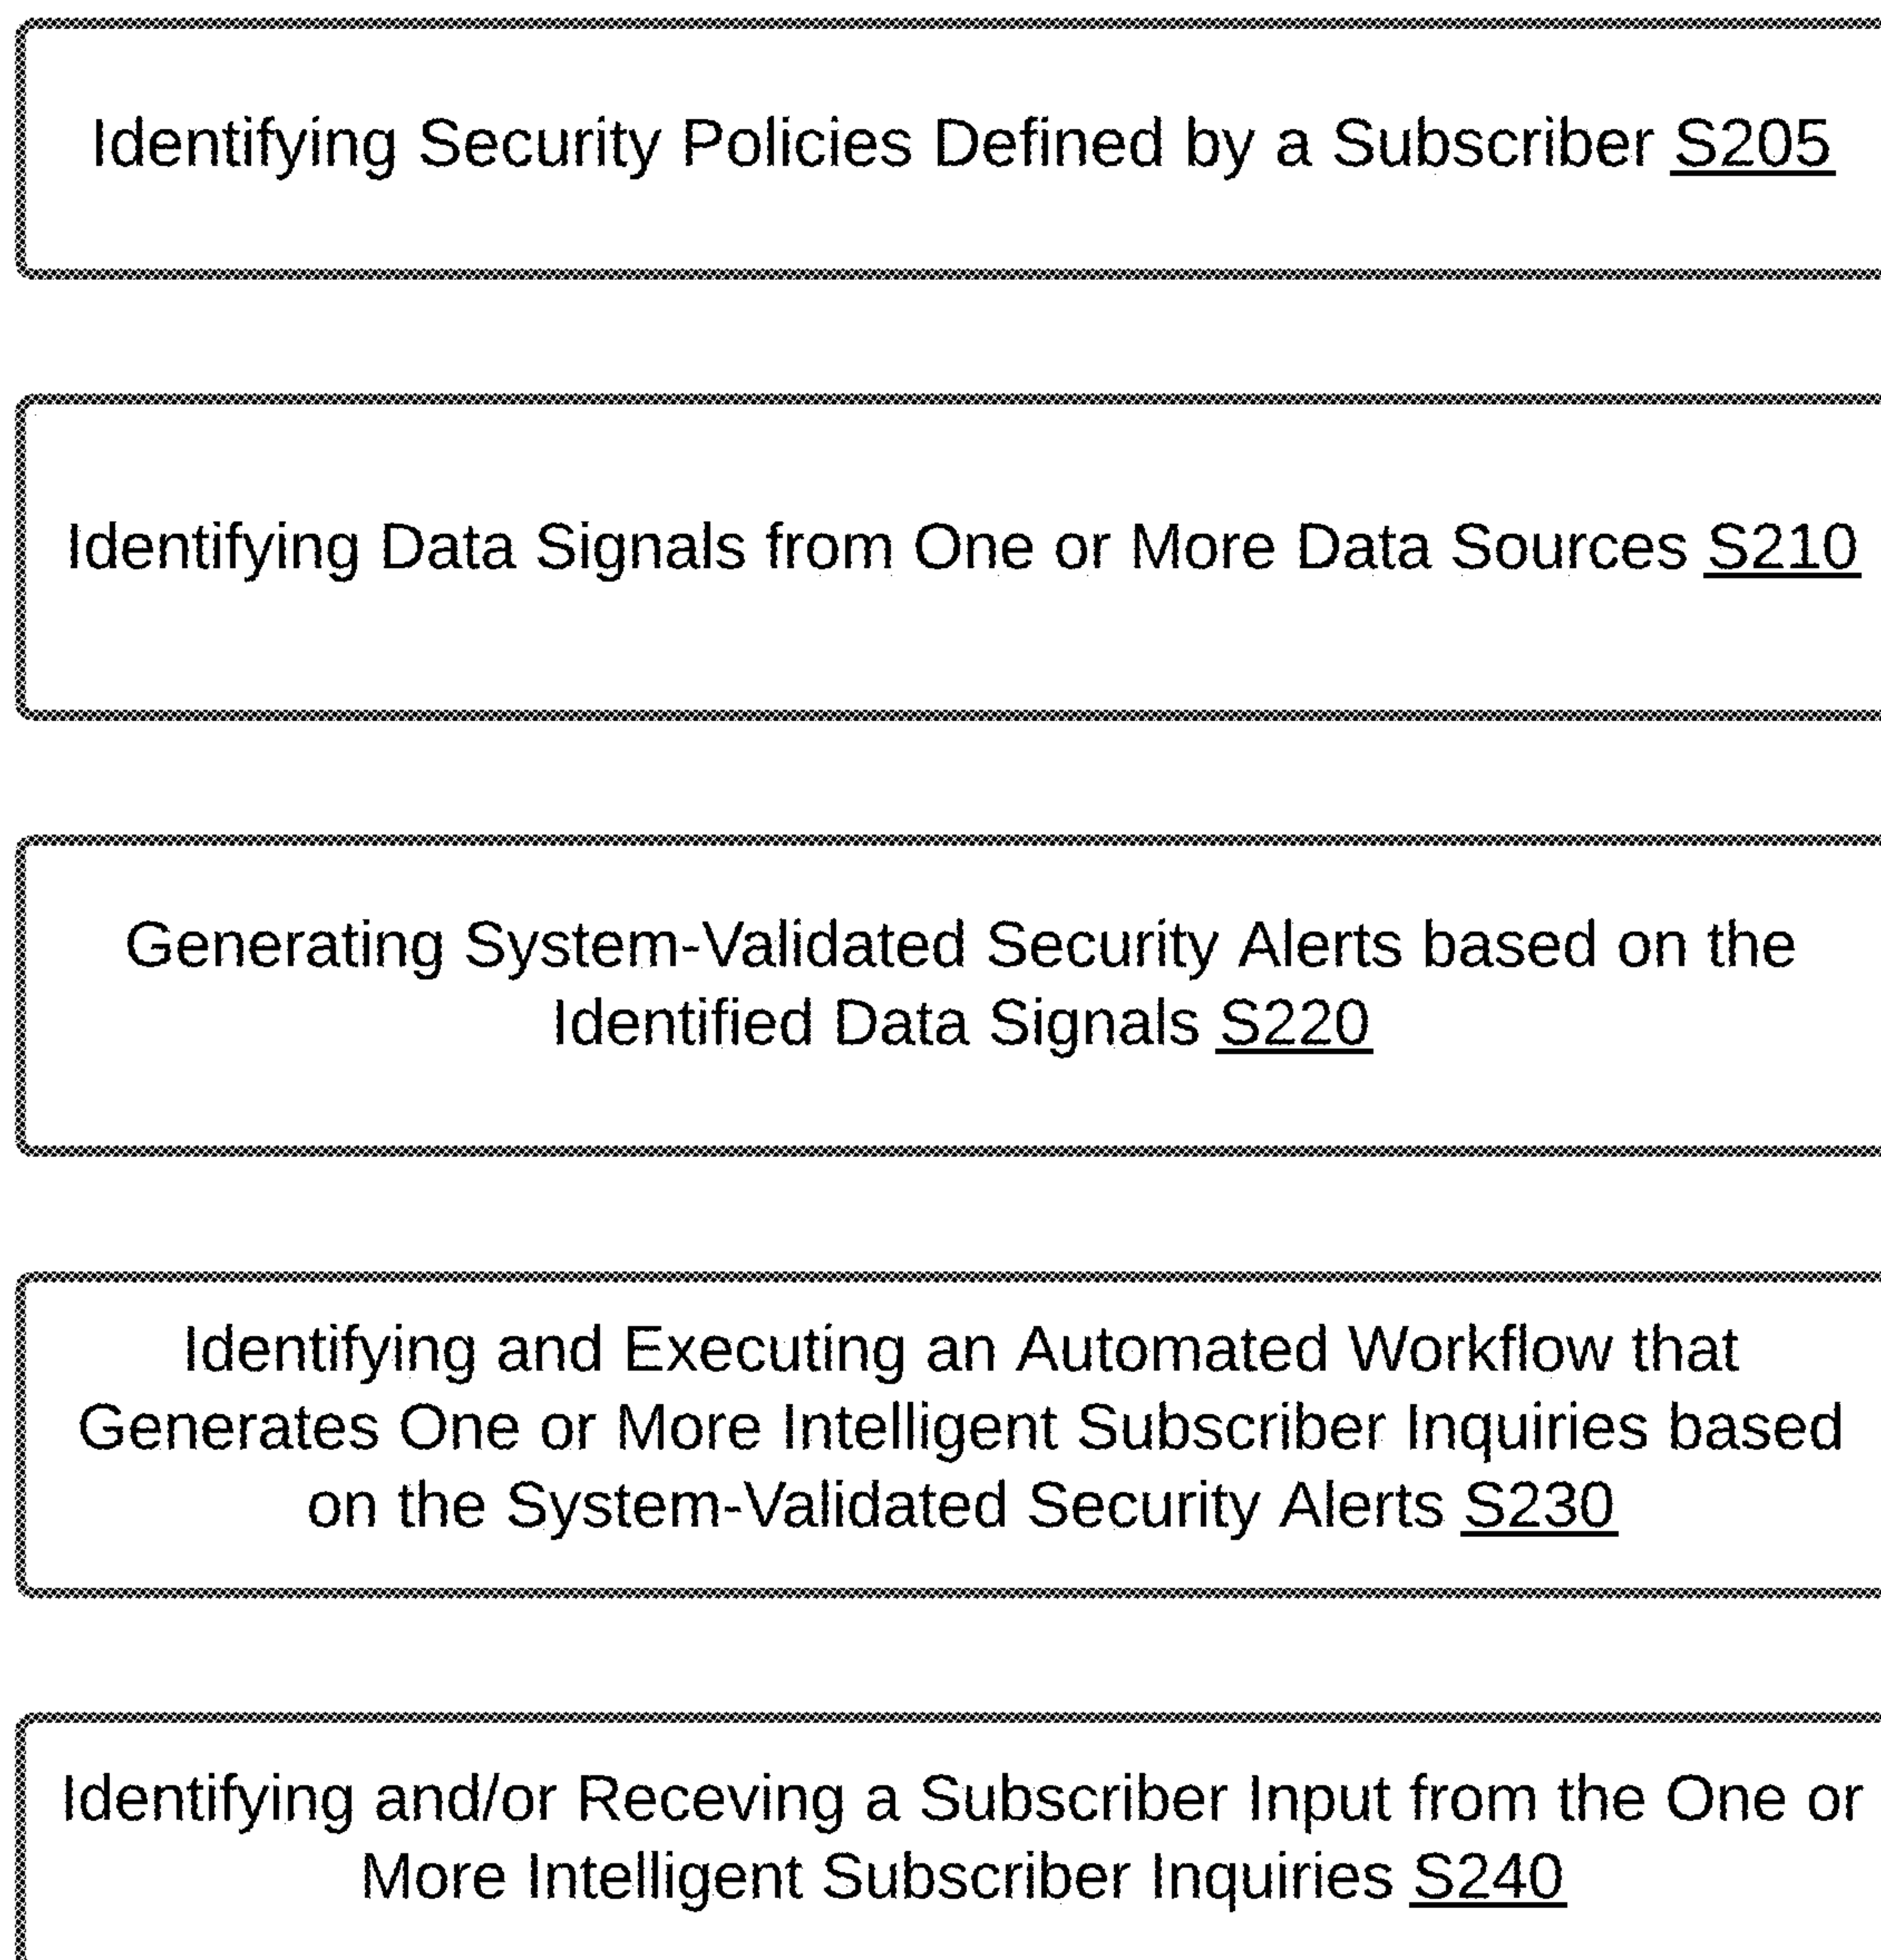 Identifying Security Policies Defined by a Subscriber S205
Identifying Data Signals from One or More Data Sources S210
Generating System-Validated Security Alerts based on the
Identified Data Signals S220
Identifying and Executing an Automated Workflow that
Generates One or More Intelligent Subscriber Inquiries based
on the System-Validated Security Alerts S230
Identifying and/or Receving a Subscriber Input from the One or
More Intelligent Subscriber Inquiries S240